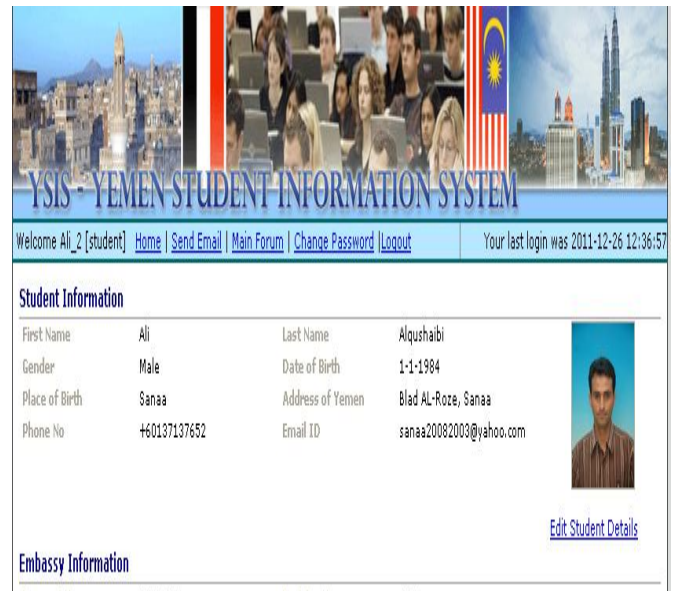 YSIS - YEMEN STUDENT INFORMATION SYSTEM
Welcome Ali_2 [student] Home | Send Email | Main Forum | Change Password |Logout Your last login was 2011-12-26 12:36:57
Student Information
First Name Ali Last Name Alqushaibi
Gender Male Date of Birth 1-1-1984
Place of Birth Sanaa Address of Yemen Blad AL-Roze, Sanaa
Phone No +60137137652 Email ID sanaa20082003@yahoo.com
Edit Student Details
Embassy Information